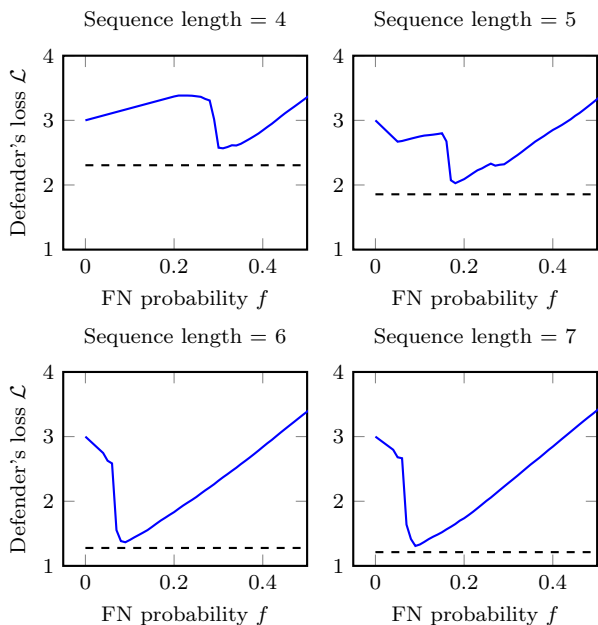 Sequence length = 4
Sequence length = 5
Defender's loss ℒ
4
3
2
1
0
0.2
0.4
FN probability f
4
3
2
1
0
0.2
0.4
FN probability f
Sequence length = 6
Sequence length = 7
Defender's loss ℒ
4
3
2
1
0
0.2
0.4
FN probability f
4
3
2
1
0
0.2
0.4
FN probability f